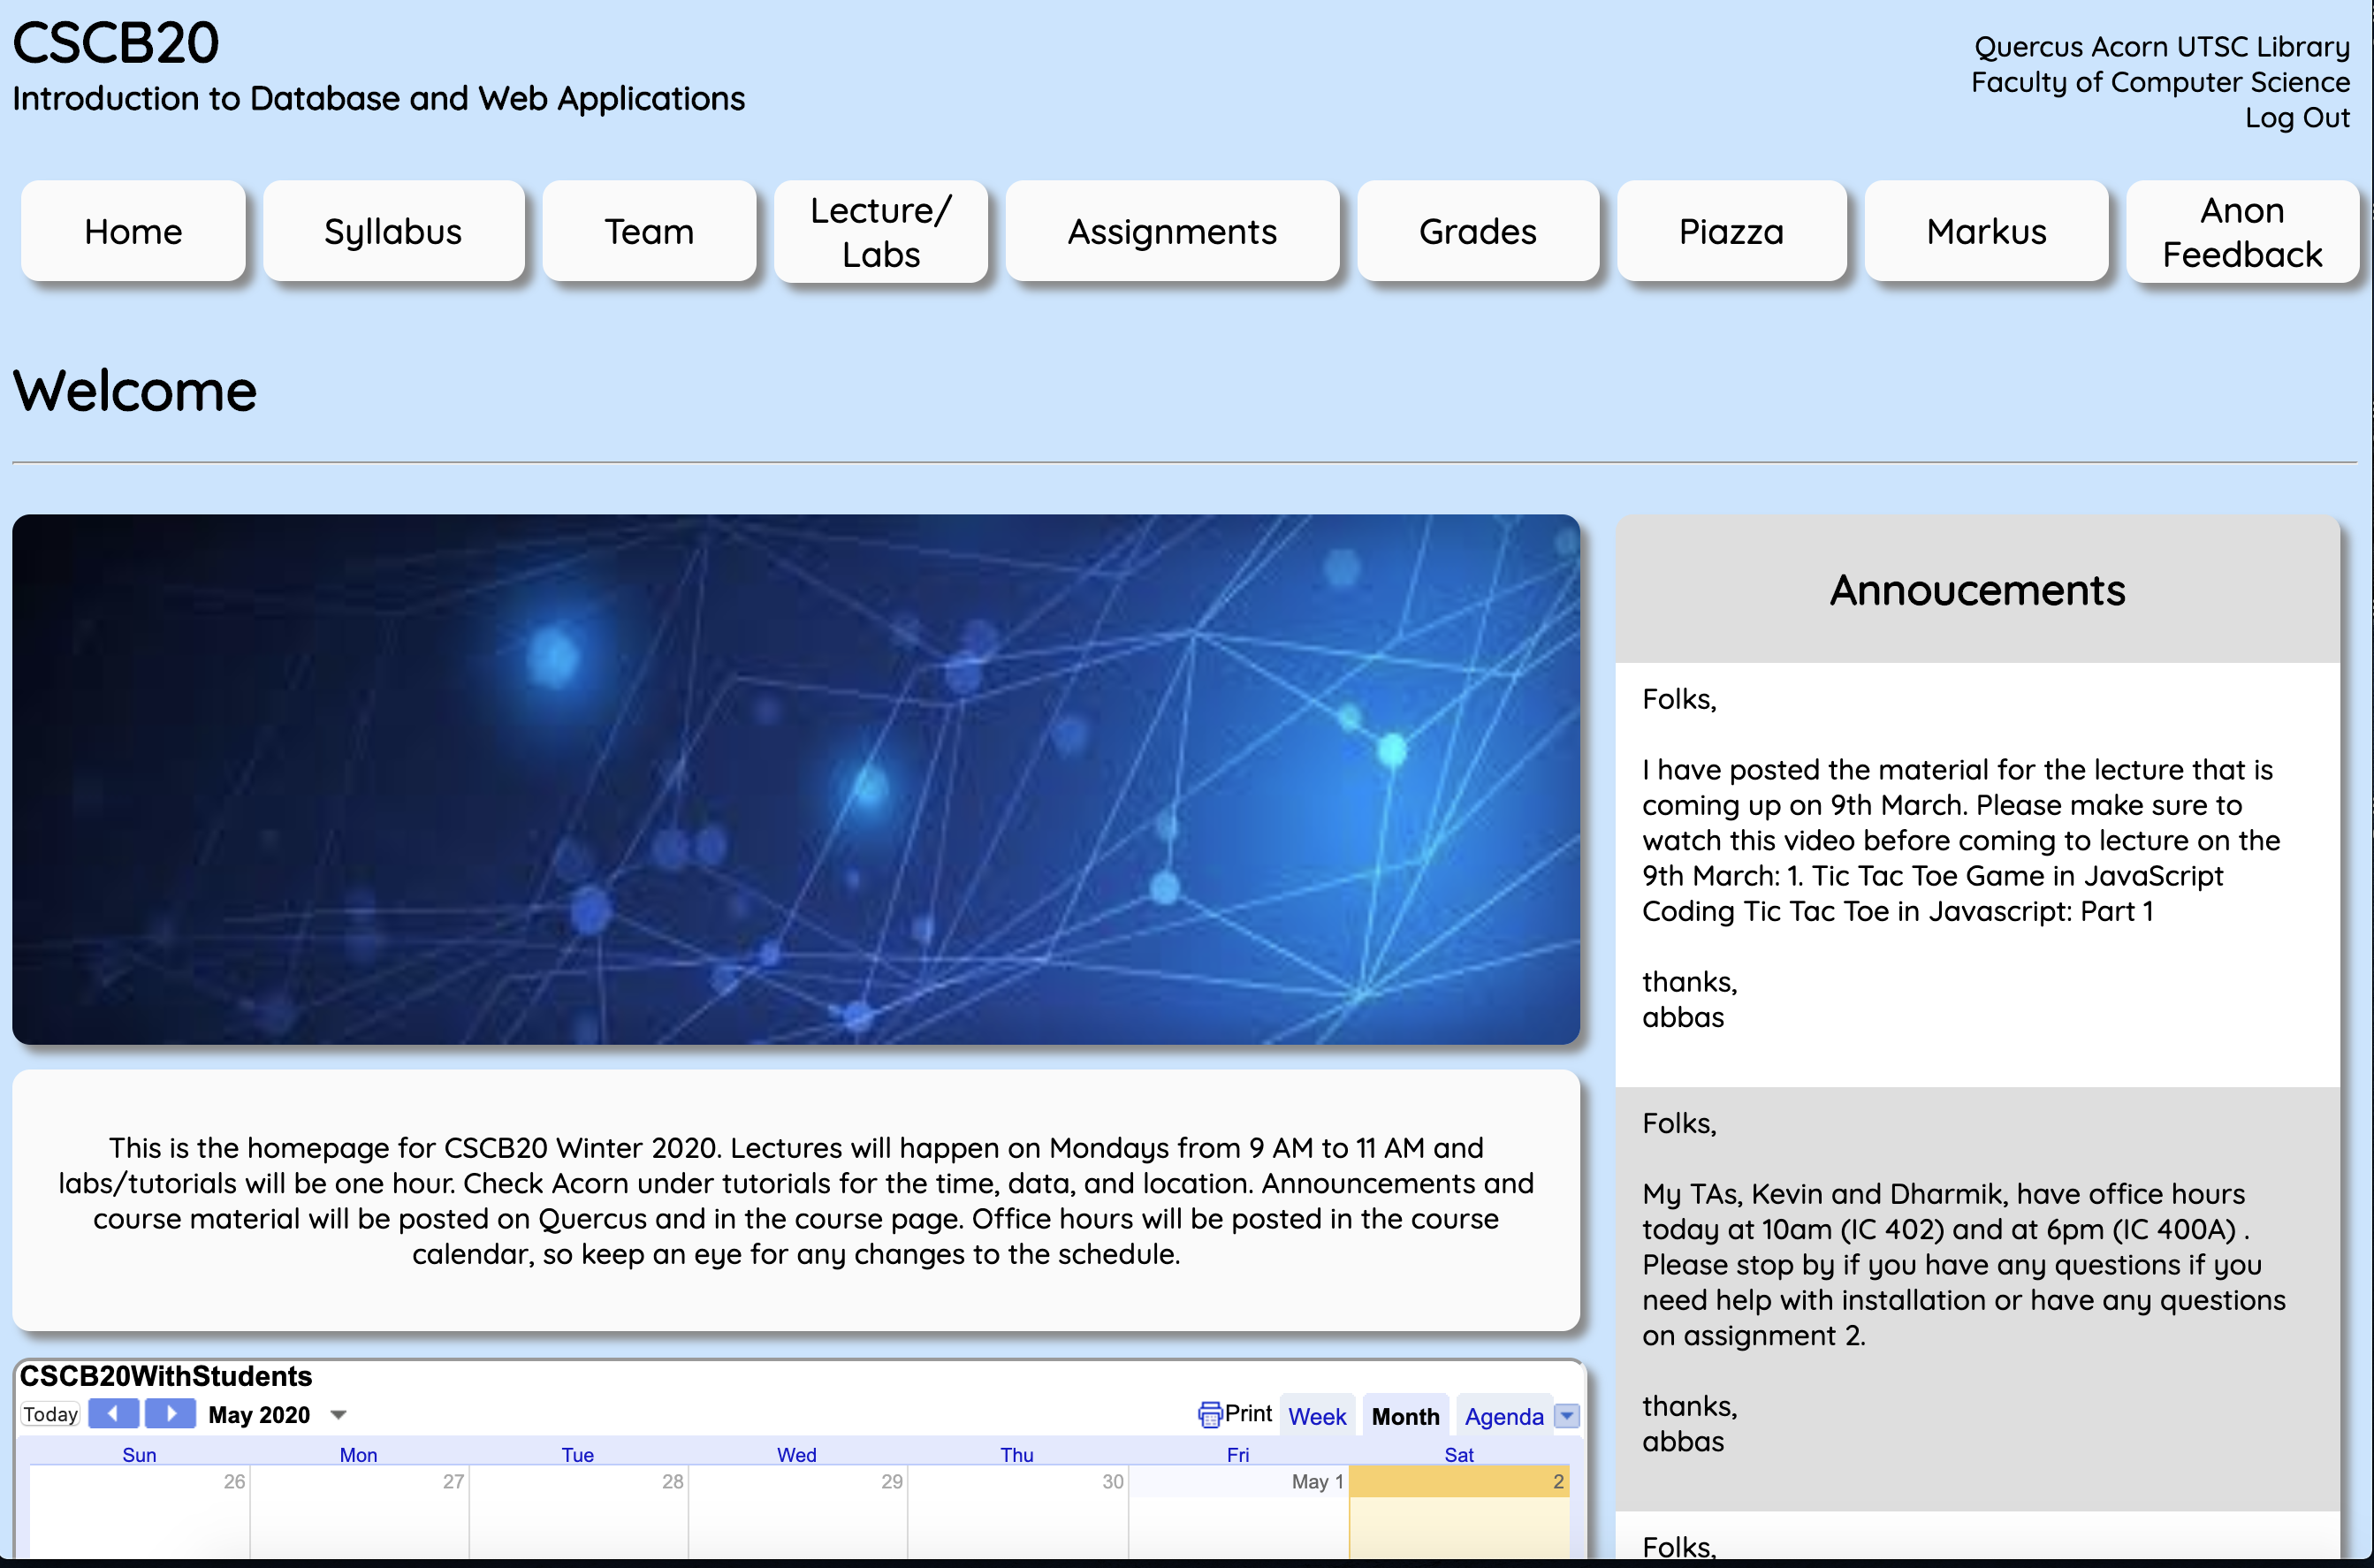 CSCB20
Introduction to Database and Web Applications
Quercus Acorn UTSC Library
Faculty of Computer Science
Log Out
Home
Syllabus
Team
Lecture/
Labs
Assignments
Grades
Piazza
Markus
Anon
Feedback
Welcome
This is the homepage for CSCB20 Winter 2020. Lectures will happen on Mondays from 9 AM to 11 AM and
labs/tutorials will be one hour. Check Acorn under tutorials for the time, data, and location. Announcements and
course material will be posted on Quercus and in the course page. Office hours will be posted in the course
calendar, so keep an eye for any changes to the schedule.
CSCB20WithStudents
Today May 2020 Print Week Month Agenda
Sun Mon Tue Wed Thu Fri Sat
26 27 28 29 30 May 1 2
Annoucements
Folks,
I have posted the material for the lecture that is
coming up on 9th March. Please make sure to
watch this video before coming to lecture on the
9th March: 1. Tic Tac Toe Game in JavaScript
Coding Tic Tac Toe in Javascript: Part 1
thanks,
abbas
Folks,
My TAs, Kevin and Dharmik, have office hours
today at 10am (IC 402) and at 6pm (IC 400A) .
Please stop by if you have any questions if you
need help with installation or have any questions
on assignment 2.
thanks,
abbas
Folks,